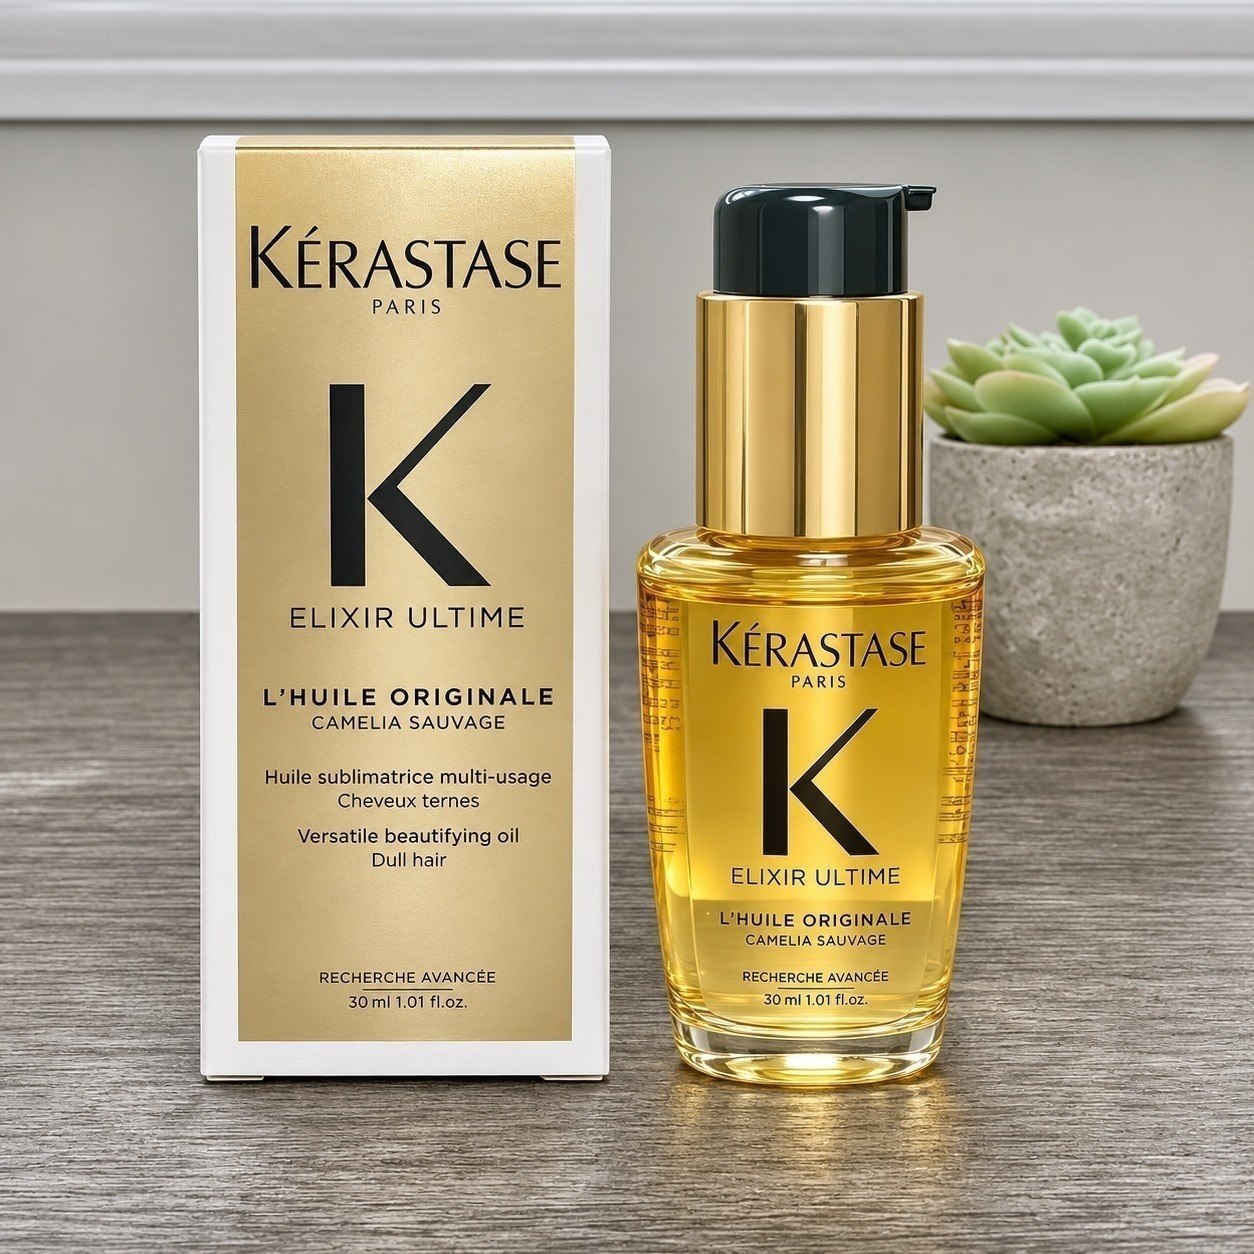 KÉRASTASE
PARIS
K
ELIXIR ULTIME
L'HUILE ORIGINALE
CAMELIA SAUVAGE
Huile sublimatrice multi-usage
Cheveux ternes
Versatile beautifying oil
Dull hair
RECHERCHE AVANCÉE
30 ml 1.01 fl.oz.
KÉRASTASE
PARIS
K
ELIXIR ULTIME
L'HUILE ORIGINALE
CAMELIA SAUVAGE
RECHERCHE AVANCÉE
30 ml 1.01 fl.oz.